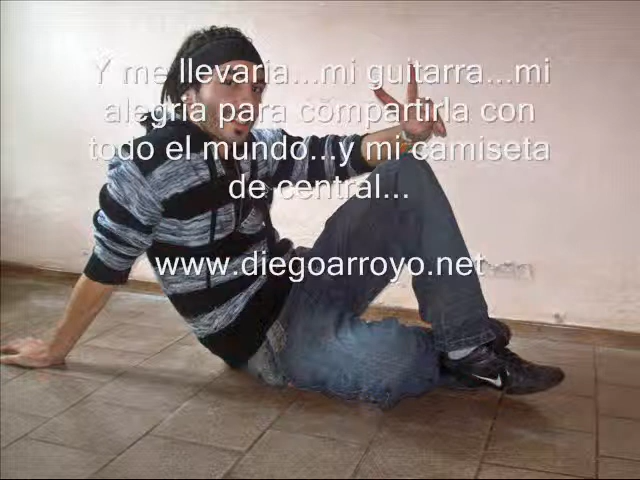 Y me llevaria...mi guitarra...mi
alegria para compartirla con
todo el mundo...y mi camiseta
de central...
www.diegoarroyo.net